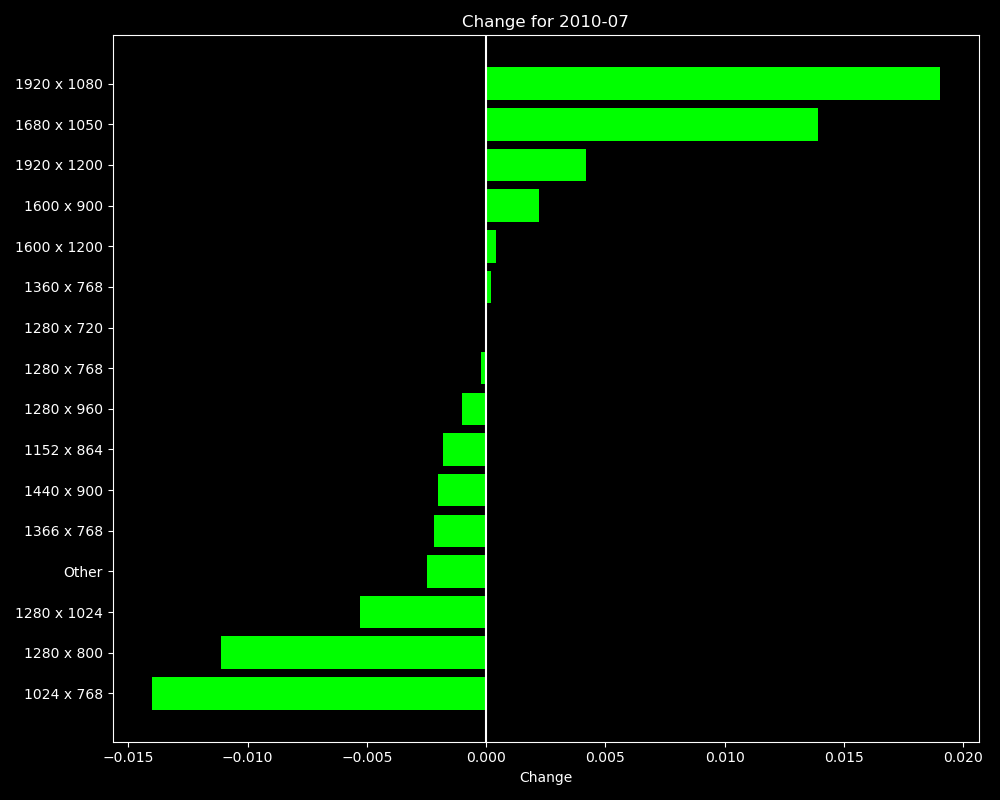 Change for 2010-07
1920 x 1080
1680 x 1050
1920 x 1200
1600 x 900
1600 x 1200
1360 x 768
1280 x 720
1280 x 768
1280 x 960
1152 x 864
1440 x 900
1366 x 768
Other
1280 x 1024
1280 x 800
1024 x 768
−0.015 −0.010 −0.005 0.000 0.005 0.010 0.015 0.020
Change